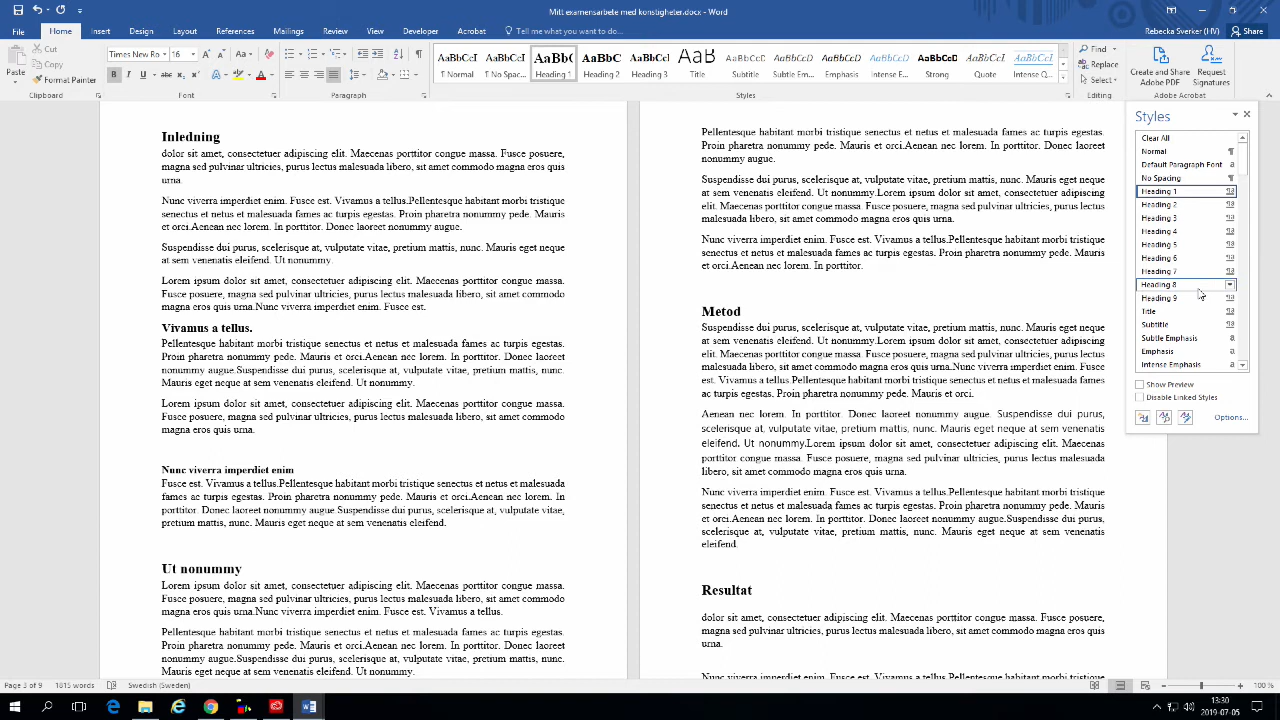 Mitt examensarbete med konstigheter.docx - Word
File Home Insert Design Layout References Mailings Review View Developer ABBYY FineReader 12 Tell me what you want to do...
Rebecka Sverker (HV) Share
Paste
Cut
Copy
Format Painter
Times New Ro 16
AaBbCcI AaBbCcI AaBbC AaBbC AaBbCcI AaB AaBbCcD AaBbCcD AaBbCcD AaBbCcD AaBbCcD AaBbCcD AaBbCcD
¶ Normal ¶ No Spac... Heading 1 Heading 2 Heading 3 Title Subtitle Subtle Em... Emphasis Intense E... Strong Quote Intense Q...
Find
Replace
Select
Create and Share Adobe PDF
Request Signatures
Clipboard Font Paragraph Styles Editing Adobe Acrobat
Inledning
dolor sit amet, consectetuer adipiscing elit. Maecenas porttitor congue massa. Fusce posuere,
magna sed pulvinar ultricies, purus lectus malesuada libero, sit amet commodo magna eros quis
urna.
Nunc viverra imperdiet enim. Fusce est. Vivamus a tellus.Pellentesque habitant morbi tristique
senectus et netus et malesuada fames ac turpis egestas. Proin pharetra nonummy pede. Mauris
et orci.Aenean nec lorem. In porttitor. Donec laoreet nonummy augue.
Suspendisse dui purus, scelerisque at, vulputate vitae, pretium mattis, nunc. Mauris eget neque
at sem venenatis eleifend. Ut nonummy.
Lorem ipsum dolor sit amet, consectetuer adipiscing elit. Maecenas porttitor congue massa.
Fusce posuere, magna sed pulvinar ultricies, purus lectus malesuada libero, sit amet commodo
magna eros quis urna.Nunc viverra imperdiet enim. Fusce est.
Vivamus a tellus.
Pellentesque habitant morbi tristique senectus et netus et malesuada fames ac turpis egestas.
Proin pharetra nonummy pede. Mauris et orci.Aenean nec lorem. In porttitor. Donec laoreet
nonummy augue.Suspendisse dui purus, scelerisque at, vulputate vitae, pretium mattis, nunc.
Mauris eget neque at sem venenatis eleifend. Ut nonummy.
Lorem ipsum dolor sit amet, consectetuer adipiscing elit. Maecenas porttitor congue massa.
Fusce posuere, magna sed pulvinar ultricies, purus lectus malesuada libero, sit amet commodo
magna eros quis urna.
Nunc viverra imperdiet enim
Fusce est. Vivamus a tellus.Pellentesque habitant morbi tristique senectus et netus et malesuada
fames ac turpis egestas. Proin pharetra nonummy pede. Mauris et orci.Aenean nec lorem. In
porttitor. Donec laoreet nonummy augue.Suspendisse dui purus, scelerisque at, vulputate vitae,
pretium mattis, nunc. Mauris eget neque at sem venenatis eleifend.
Ut nonummy
Lorem ipsum dolor sit amet, consectetuer adipiscing elit. Maecenas porttitor congue massa.
Fusce posuere, magna sed pulvinar ultricies, purus lectus malesuada libero, sit amet commodo
magna eros quis urna.Nunc viverra imperdiet enim. Fusce est. Vivamus a tellus.
Pellentesque habitant morbi tristique senectus et netus et malesuada fames ac turpis egestas.
Proin pharetra nonummy pede. Mauris et orci.Aenean nec lorem. In porttitor. Donec laoreet
nonummy augue.Suspendisse dui purus, scelerisque at, vulputate vitae, pretium mattis, nunc.
Mauris eget neque at sem venenatis eleifend. Ut nonummy.
Pellentesque habitant morbi tristique senectus et netus et malesuada fames ac turpis egestas.
Proin pharetra nonummy pede. Mauris et orci.Aenean nec lorem. In porttitor. Donec laoreet
nonummy augue.
Suspendisse dui purus, scelerisque at, vulputate vitae, pretium mattis, nunc. Mauris eget neque
at sem venenatis eleifend. Ut nonummy.Lorem ipsum dolor sit amet, consectetuer adipiscing
elit. Maecenas porttitor congue massa. Fusce posuere, magna sed pulvinar ultricies, purus lectus
malesuada libero, sit amet commodo magna eros quis urna.
Nunc viverra imperdiet enim. Fusce est. Vivamus a tellus.Pellentesque habitant morbi tristique
senectus et netus et malesuada fames ac turpis egestas. Proin pharetra nonummy pede. Mauris
et orci.Aenean nec lorem. In porttitor.
Metod
Suspendisse dui purus, scelerisque at, vulputate vitae, pretium mattis, nunc. Mauris eget neque
at sem venenatis eleifend. Ut nonummy.Lorem ipsum dolor sit amet, consectetuer adipiscing
elit. Maecenas porttitor congue massa. Fusce posuere, magna sed pulvinar ultricies, purus lectus
malesuada libero, sit amet commodo magna eros quis urna.Nunc viverra imperdiet enim. Fusce
est. Vivamus a tellus.Pellentesque habitant morbi tristique senectus et netus et malesuada fames
ac turpis egestas. Proin pharetra nonummy pede. Mauris et orci.
Aenean nec lorem. In porttitor. Donec laoreet nonummy augue. Suspendisse dui purus,
scelerisque at, vulputate vitae, pretium mattis, nunc. Mauris eget neque at sem venenatis
eleifend. Ut nonummy.Lorem ipsum dolor sit amet, consectetuer adipiscing elit. Maecenas
porttitor congue massa. Fusce posuere, magna sed pulvinar ultricies, purus lectus malesuada
libero, sit amet commodo magna eros quis urna.
Nunc viverra imperdiet enim. Fusce est. Vivamus a tellus.Pellentesque habitant morbi tristique
senectus et netus et malesuada fames ac turpis egestas. Proin pharetra nonummy pede. Mauris
et orci.Aenean nec lorem. In porttitor. Donec laoreet nonummy augue.Suspendisse dui purus,
scelerisque at, vulputate vitae, pretium mattis, nunc. Mauris eget neque at sem venenatis
eleifend.
Resultat
dolor sit amet, consectetuer adipiscing elit. Maecenas porttitor congue massa. Fusce posuere,
magna sed pulvinar ultricies, purus lectus malesuada libero, sit amet commodo magna eros quis
urna.
Nunc viverra imperdiet enim. Fusce est. Vivamus a tellus.Pellentesque habitant morbi tristique
Styles
Clear All
Normal
Default Paragraph Font
No Spacing
Heading 1
Heading 2
Heading 3
Heading 4
Heading 5
Heading 6
Heading 7
Heading 8
Heading 9
Title
Subtitle
Subtle Emphasis
Emphasis
Intense Emphasis
Show Preview
Disable Linked Styles
Options...
Page 3 of 9 1815 words Swedish (Sweden) 100 %
13:30
2019-07-05